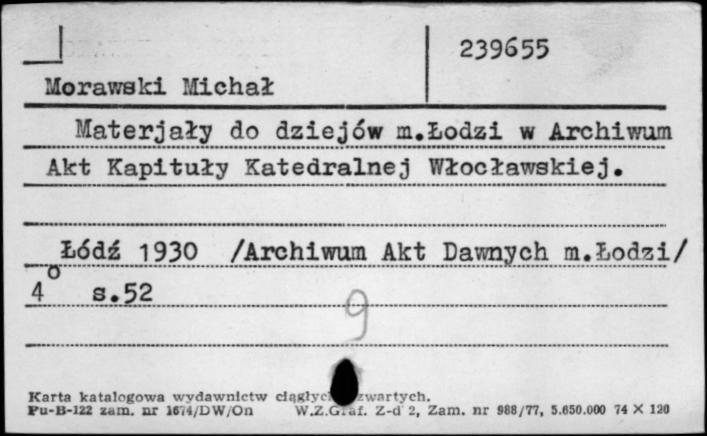 239655
Morawski Michał
Materjały do dziejów m.Łodzi w Archiwum
Akt Kapituły Katedralnej Włocławskiej.
Łódź 1930 /Archiwum Akt Dawnych m.Łodzi/
4° s.52
9
Karta katalogowa wydawnictw zwartych.
Pu-B-122 zam. nr 1674/DW/On W.Z.Graf. Z-d 2, Zam. nr 988/77, 5.650.000 74 X 120